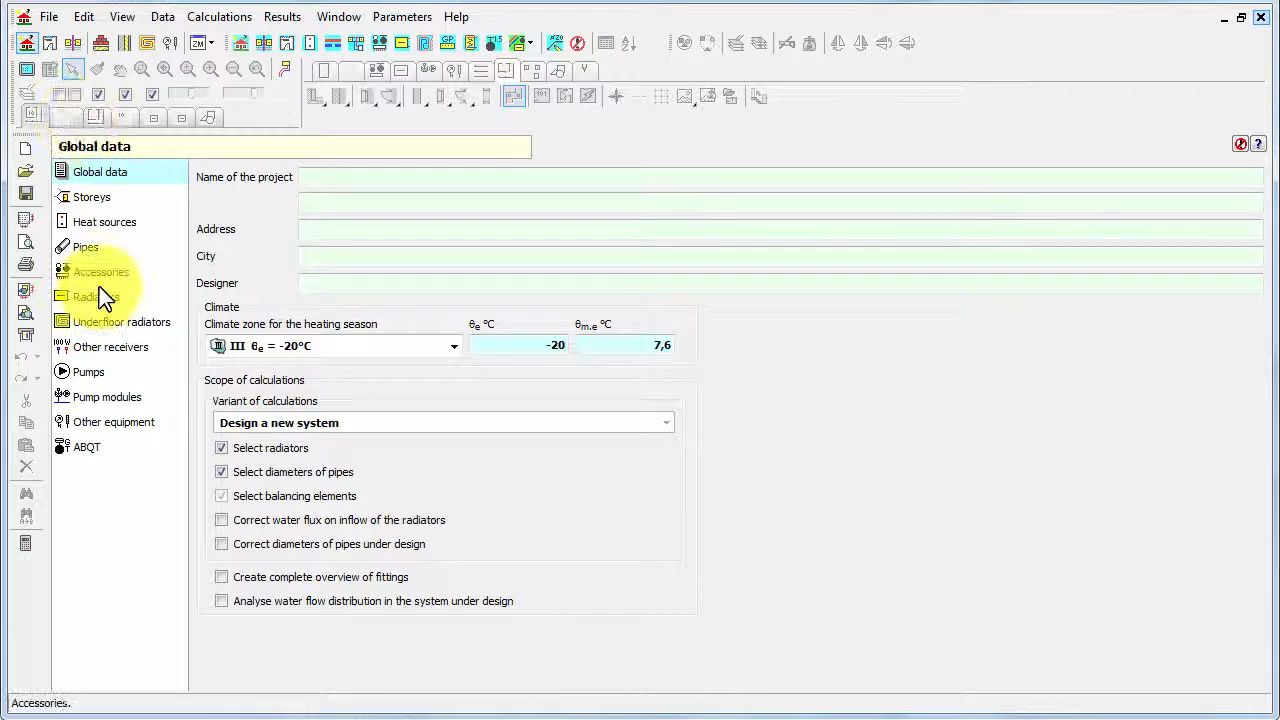 File Edit View Data Calculations Results Window Parameters Help
Global data
Global data
Storeys
Heat sources
Pipes
Accessories
Underfloor radiators
Other receivers
Pumps
Pump modules
Other equipment
ABQT
Name of the project
Address
City
Designer
Climate
Climate zone for the heating season θe °C θm.e °C
III θe = -20°C -20 7,6
Scope of calculations
Variant of calculations
Design a new system
Select radiators
Select diameters of pipes
Select balancing elements
Correct water flux on inflow of the radiators
Correct diameters of pipes under design
Create complete overview of fittings
Analyse water flow distribution in the system under design
Accessories.